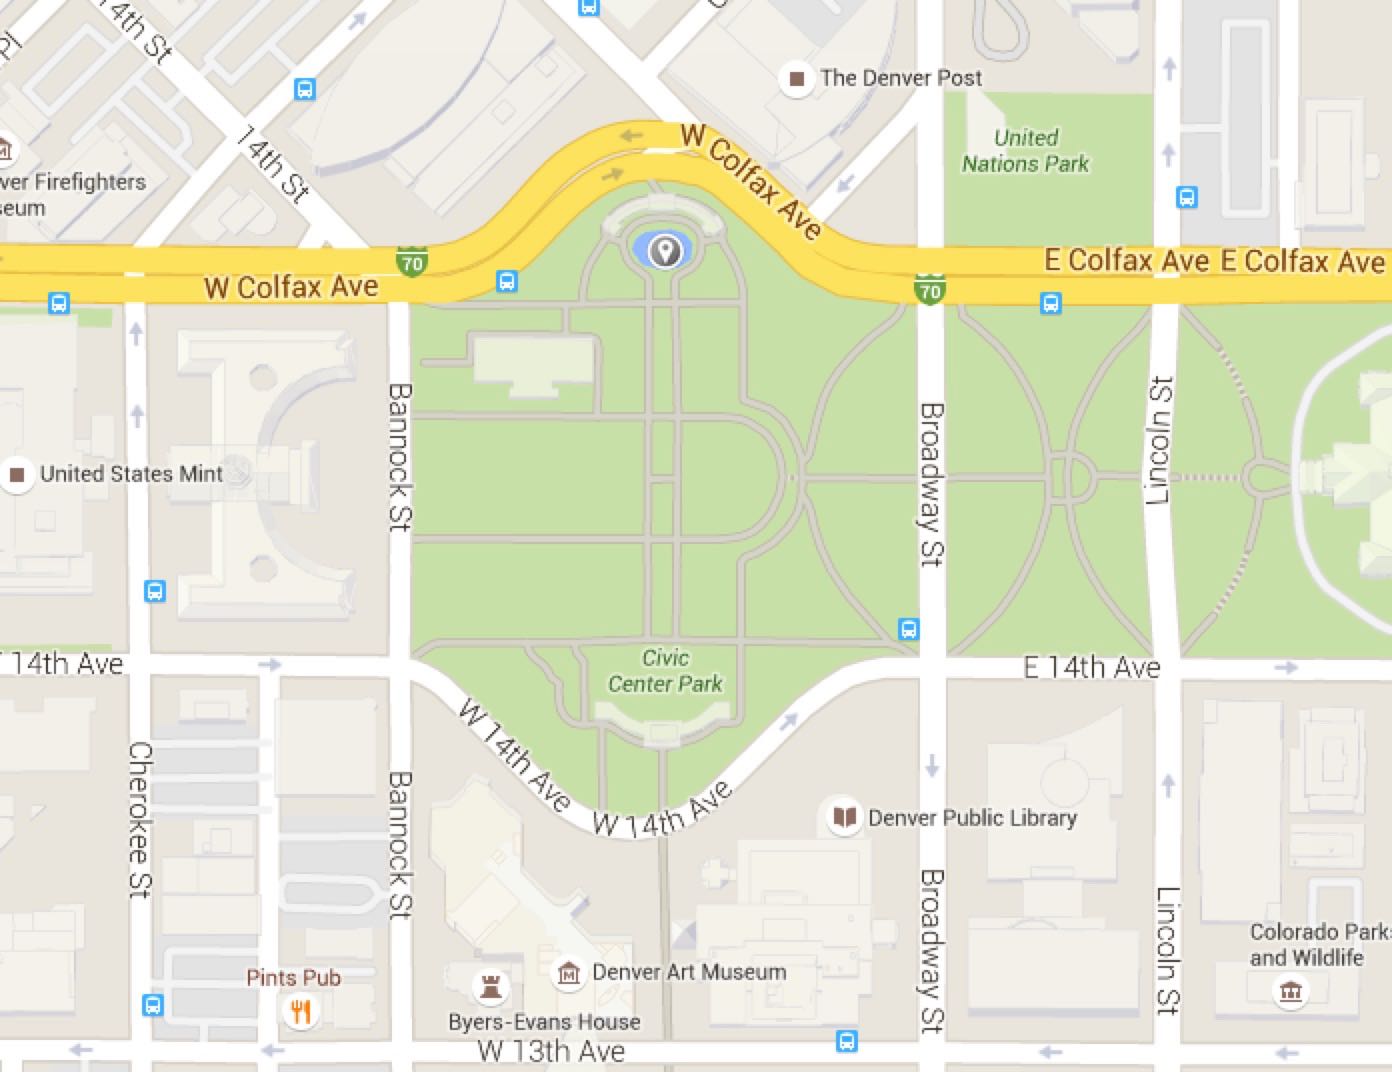 14th St
Pl
The Denver Post
14th St
W Colfax Ave
United
Nations Park
ver Firefighters
seum
70
W Colfax Ave
70
E Colfax Ave
E Colfax Ave
Bannock St
Broadway St
Lincoln St
United States Mint
14th Ave
Civic
Center Park
E 14th Ave
W 14th Ave
W 14th Ave
Cherokee St
Bannock St
Denver Public Library
Broadway St
Lincoln St
Colorado Parks
and Wildlife
Pints Pub
Denver Art Museum
Byers-Evans House
W 13th Ave